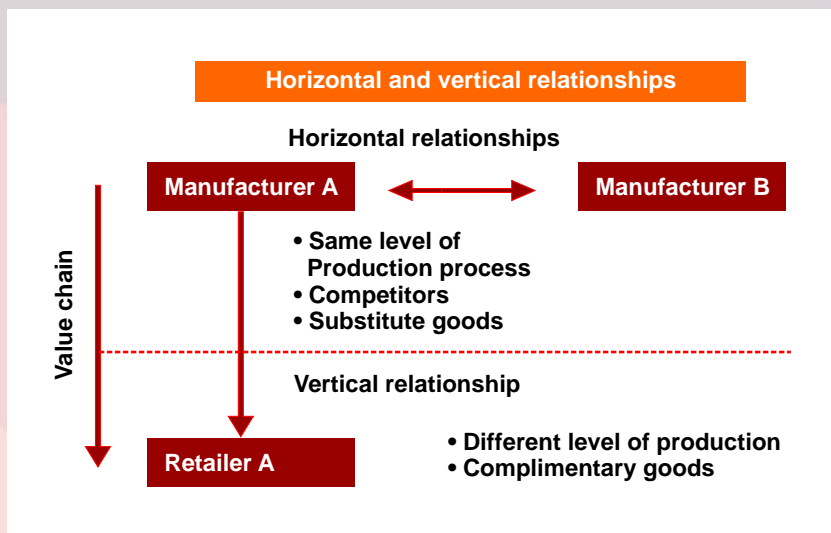 Horizontal and vertical relationships
Horizontal relationships
Manufacturer A
Manufacturer B
• Same level of
Production process
• Competitors
• Substitute goods
Value chain
Vertical relationship
Retailer A
• Different level of production
• Complimentary goods